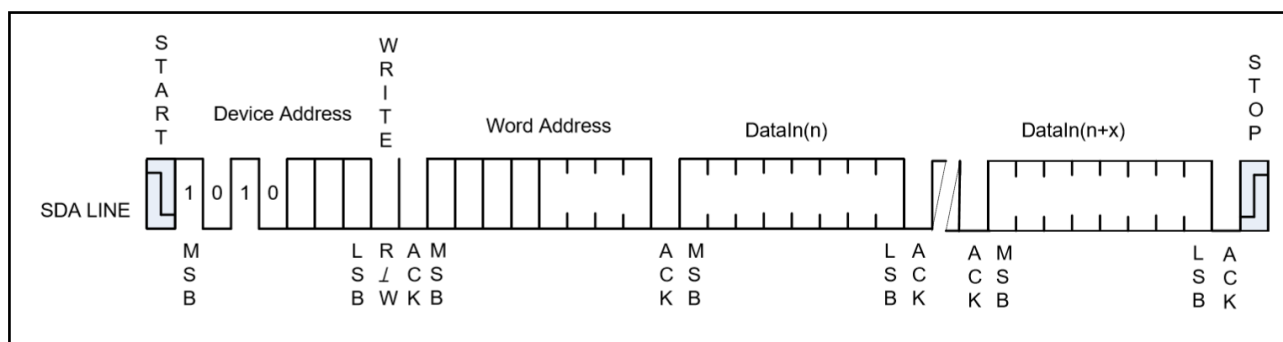 START
WRITE
STOP
Device Address
Word Address
DataIn(n)
DataIn(n+x)
SDA LINE
1 0 1 0
MSB
LSB
R/W
ACK
MSB
ACK
MSB
LSB
ACK
ACK
MSB
LSB
ACK